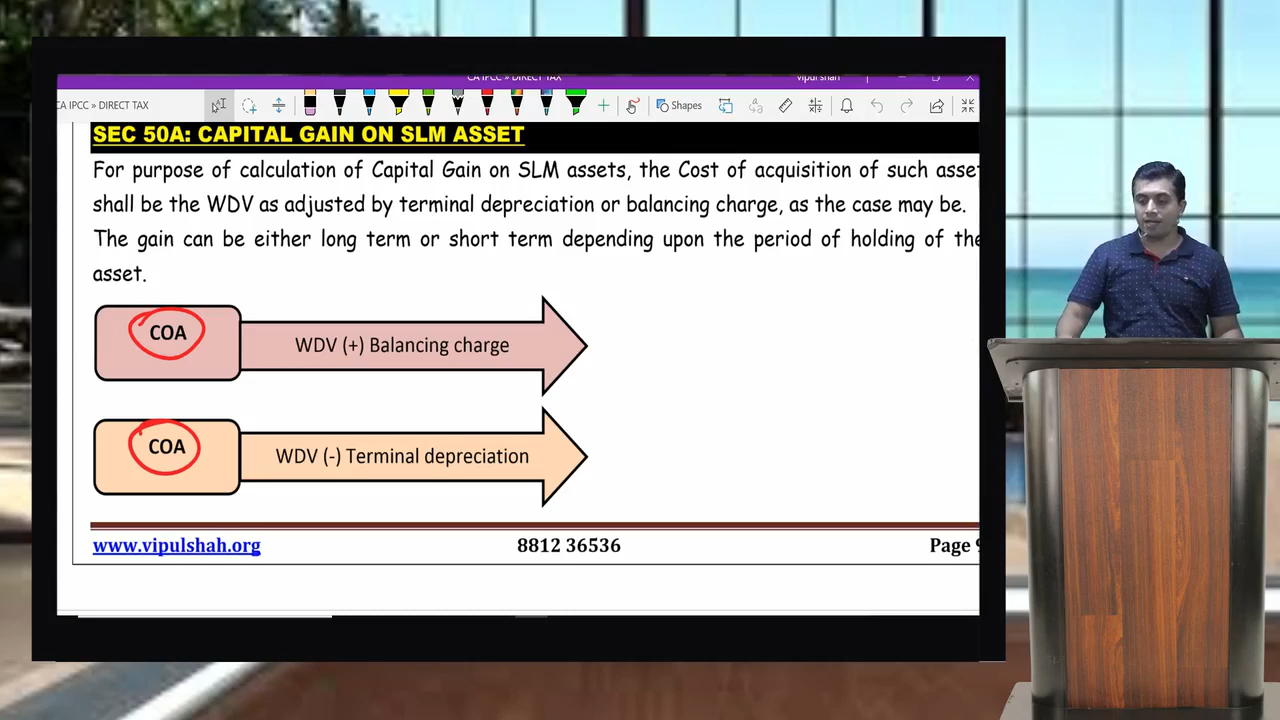 CA IPCC » DIRECT TAX
vipul shah
CA IPCC » DIRECT TAX
Shapes
SEC 50A: CAPITAL GAIN ON SLM ASSET
For purpose of calculation of Capital Gain on SLM assets, the Cost of acquisition of such asset
shall be the WDV as adjusted by terminal depreciation or balancing charge, as the case may be.
The gain can be either long term or short term depending upon the period of holding of the
asset.
COA
WDV (+) Balancing charge
COA
WDV (-) Terminal depreciation
www.vipulshah.org
8812 36536
Page